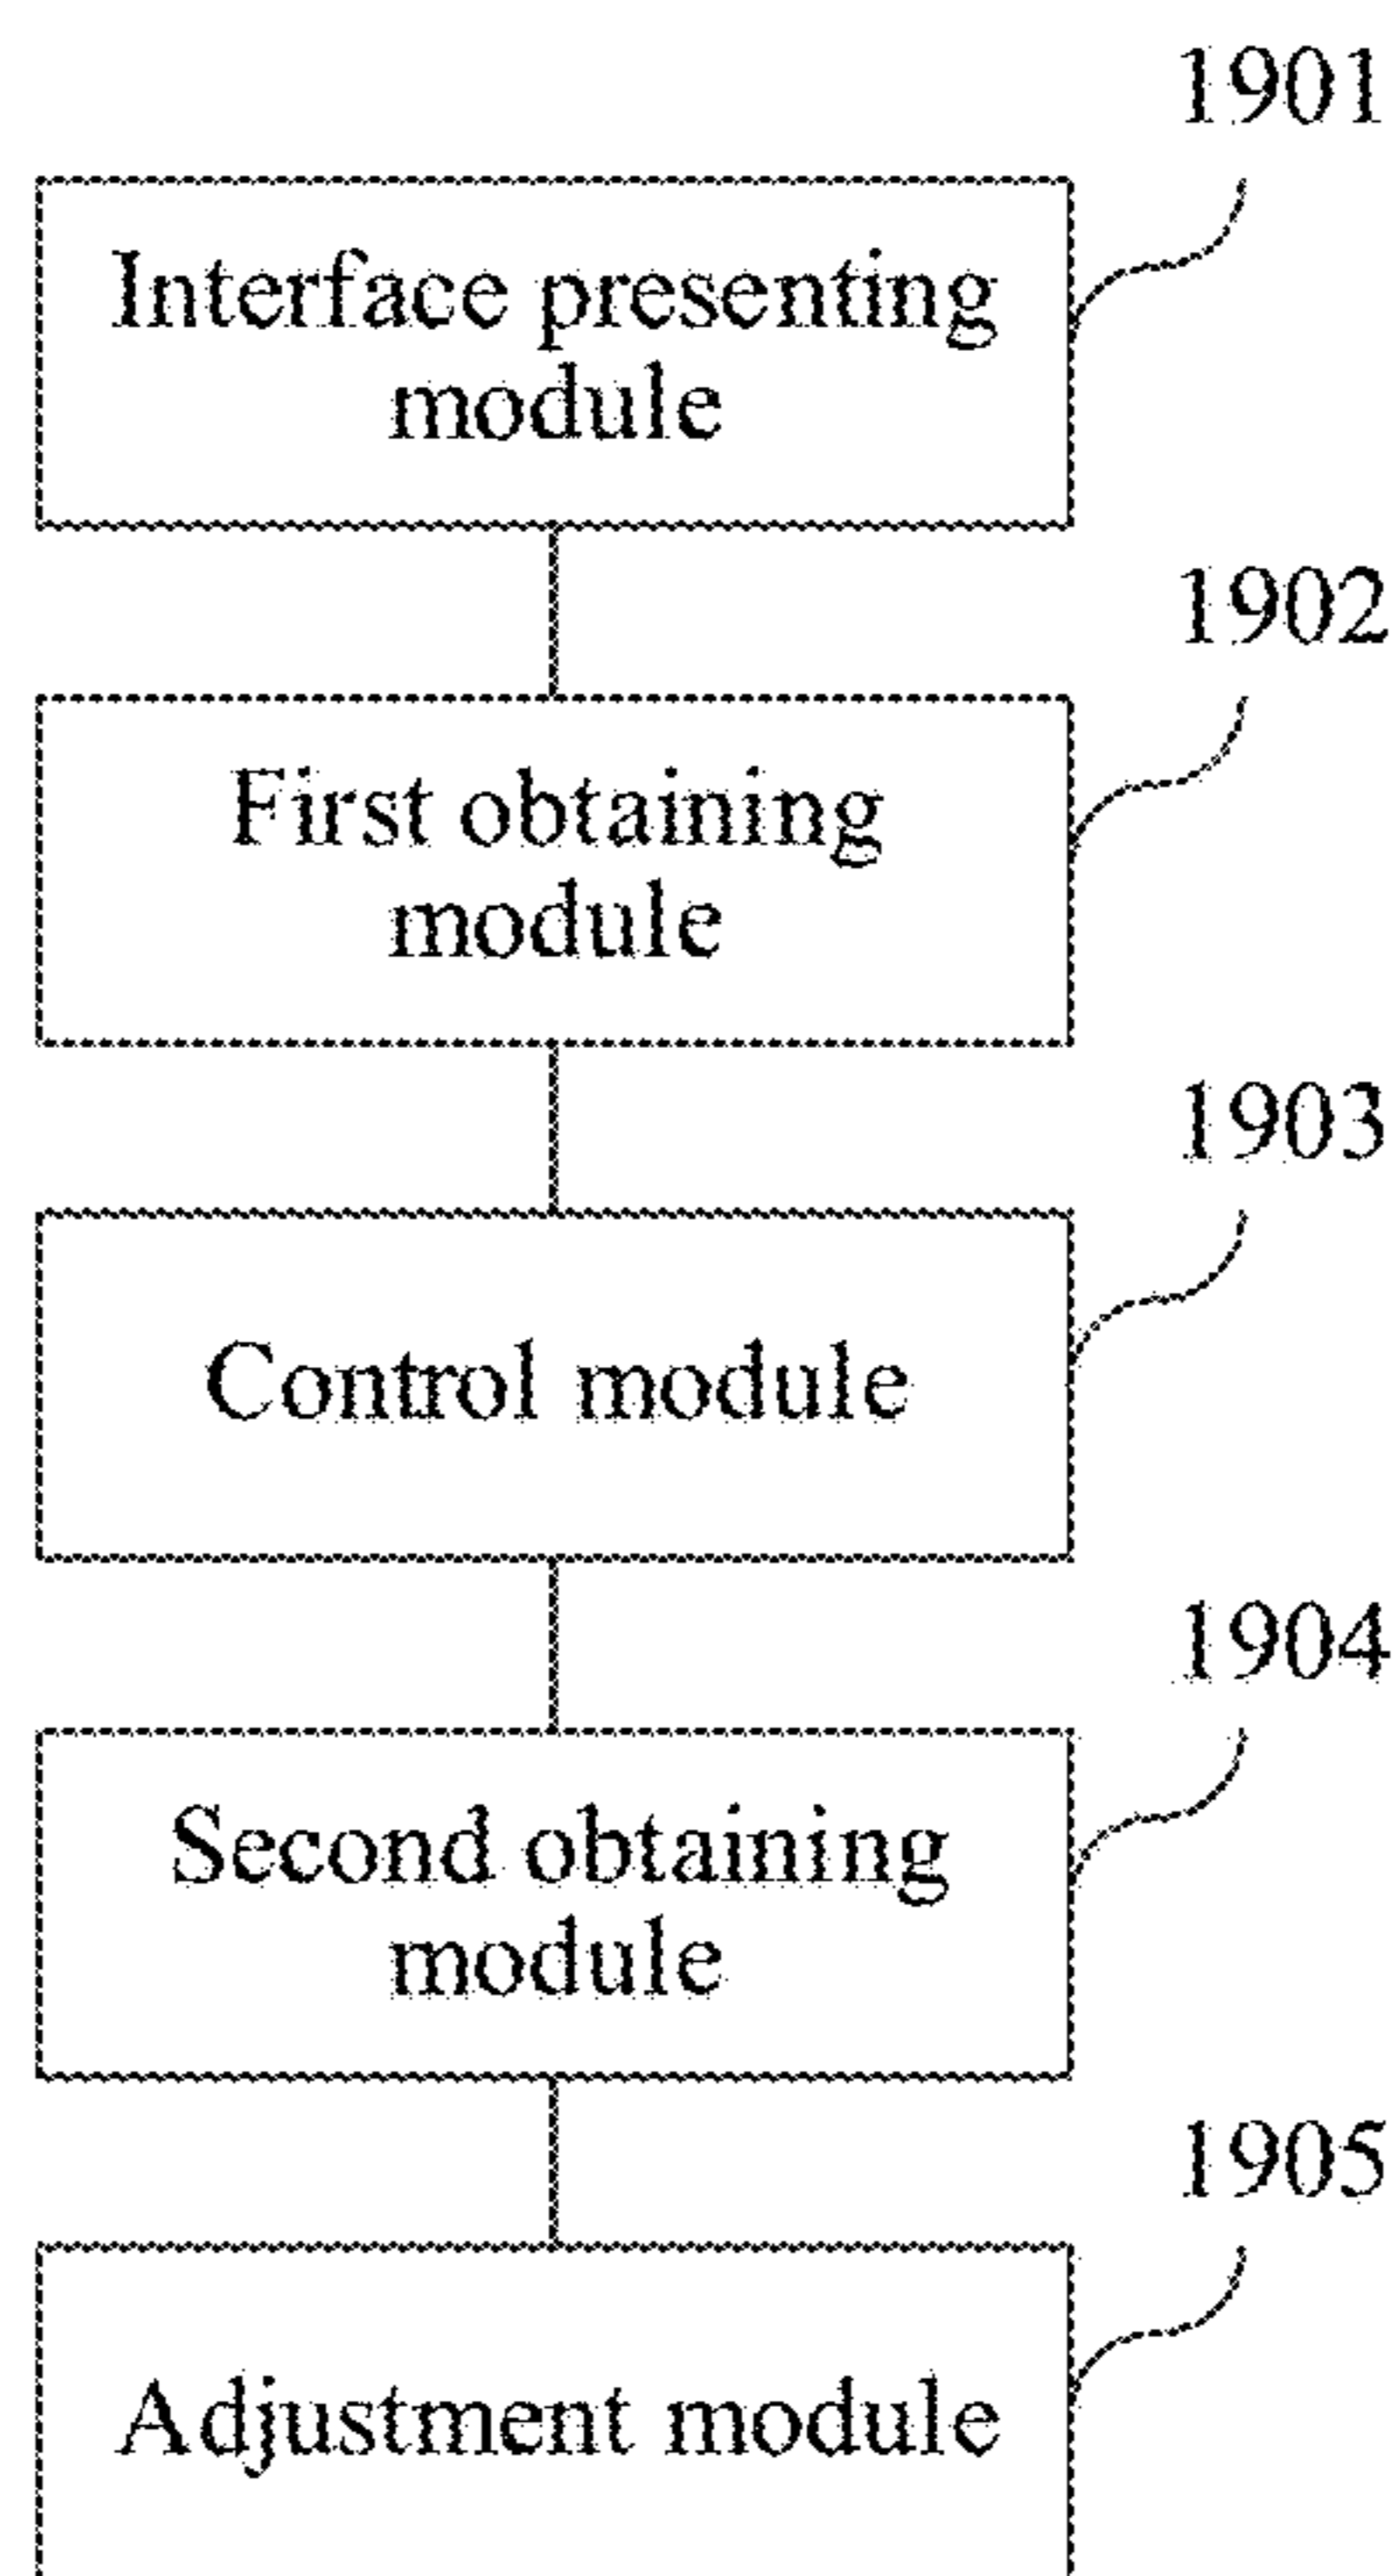 1901
Interface presenting
module
1902
First obtaining
module
1903
Control module
1904
Second obtaining
module
1905
Adjustment module